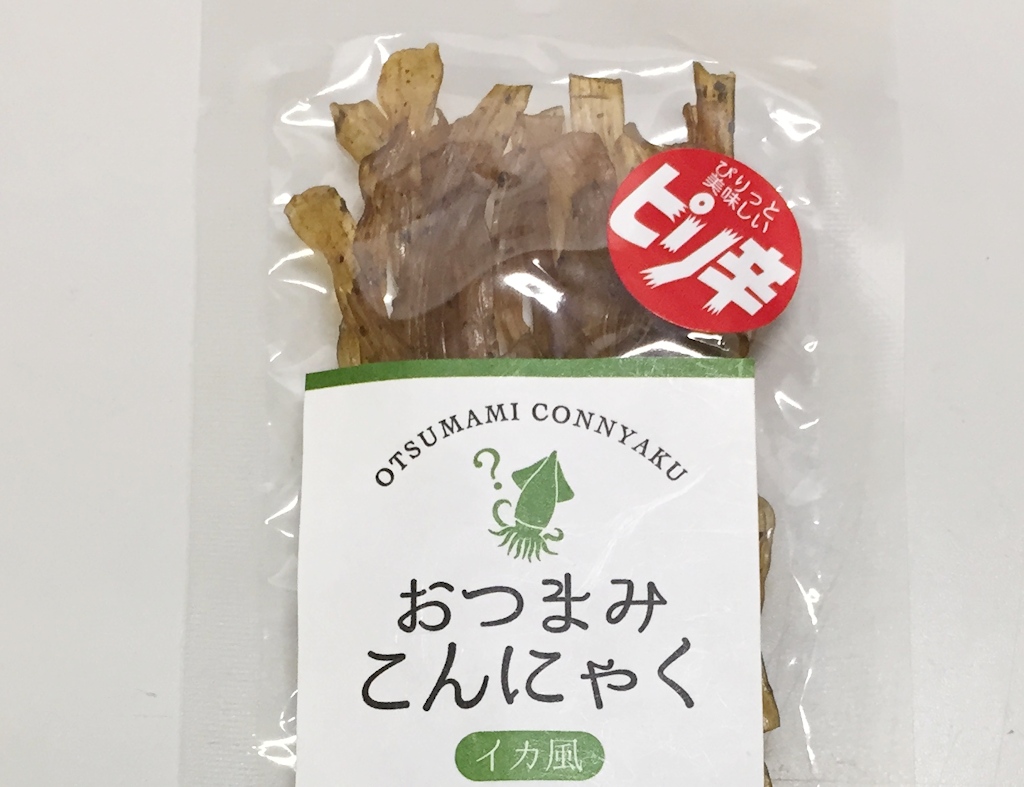 ぴりっと
美味しい
ピリ辛
OTSUMAMI CONNYAKU
?
おつまみ
こんにゃく
イカ風